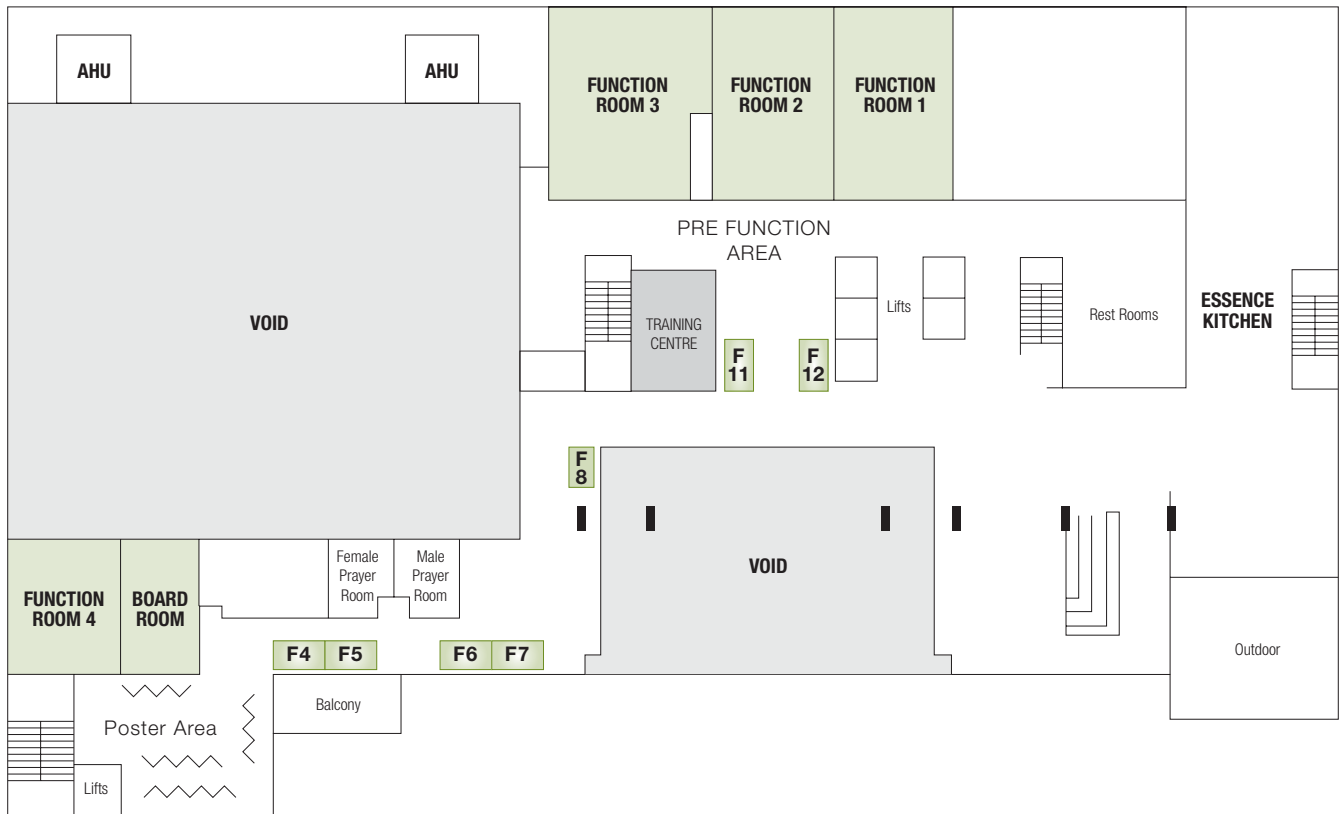 AHU
AHU
FUNCTION
ROOM 3
FUNCTION
ROOM 2
FUNCTION
ROOM 1
PRE FUNCTION
AREA
VOID
TRAINING
CENTRE
Lifts
Rest Rooms
ESSENCE
KITCHEN
F
11
F
12
F
8
VOID
FUNCTION
ROOM 4
BOARD
ROOM
Female
Prayer
Room
Male
Prayer
Room
F4
F5
F6
F7
Outdoor
Balcony
Poster Area
Lifts